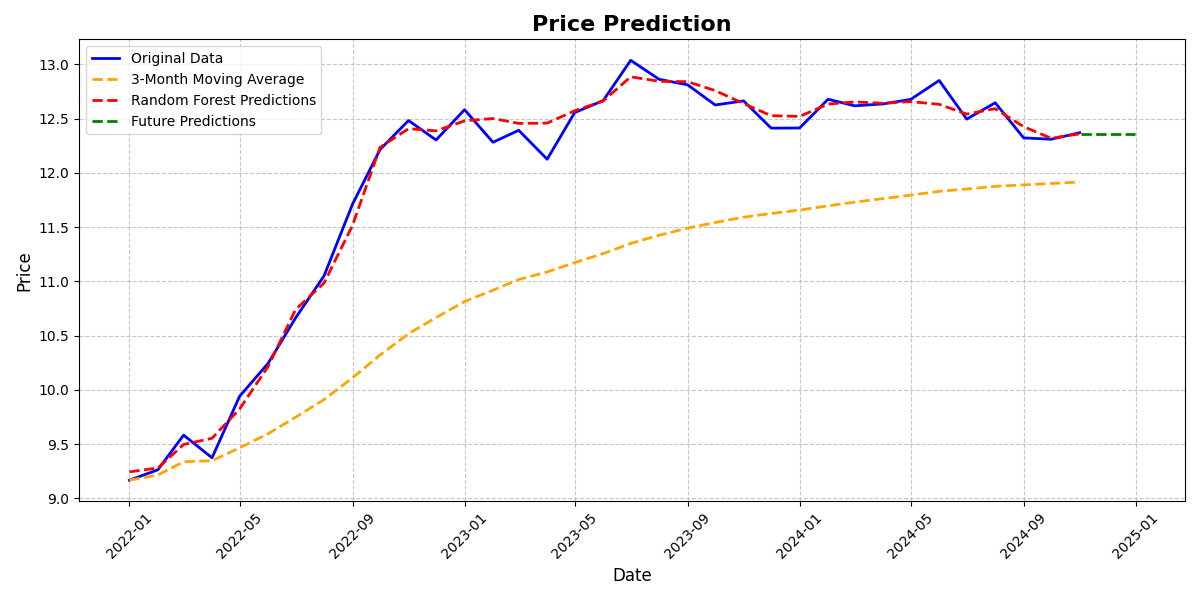 Price Prediction
Original Data
3-Month Moving Average
Random Forest Predictions
Future Predictions
Price
13.0
12.5
12.0
11.5
11.0
10.5
10.0
9.5
9.0
2022-01
2022-05
2022-09
2023-01
2023-05
2023-09
2024-01
2024-05
2024-09
2025-01
Date